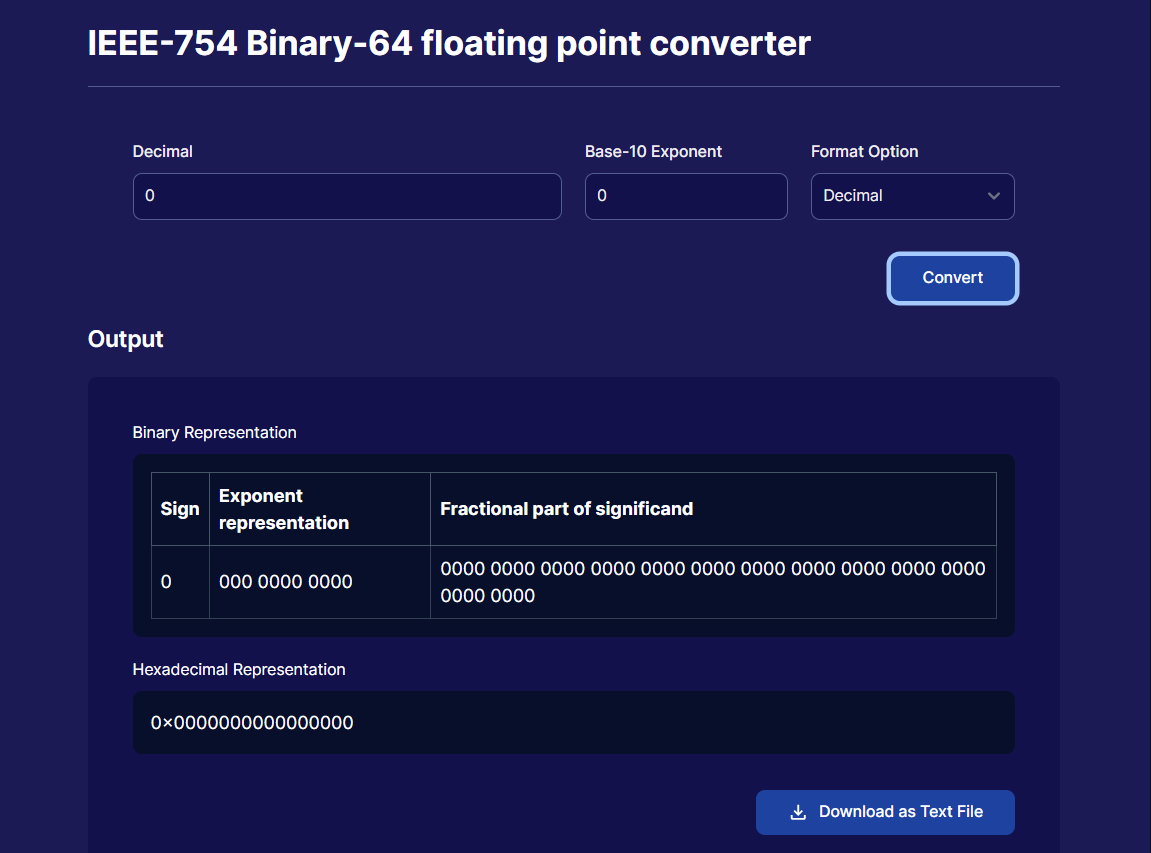 IEEE-754 Binary-64 floating point converter
Decimal
Base-10 Exponent
Format Option
0
0
Decimal
Convert
Output
Binary Representation
Sign
Exponent
representation
Fractional part of significand
0
000 0000 0000
0000 0000 0000 0000 0000 0000 0000 0000 0000 0000 0000
0000 0000
Hexadecimal Representation
0×0000000000000000
Download as Text File